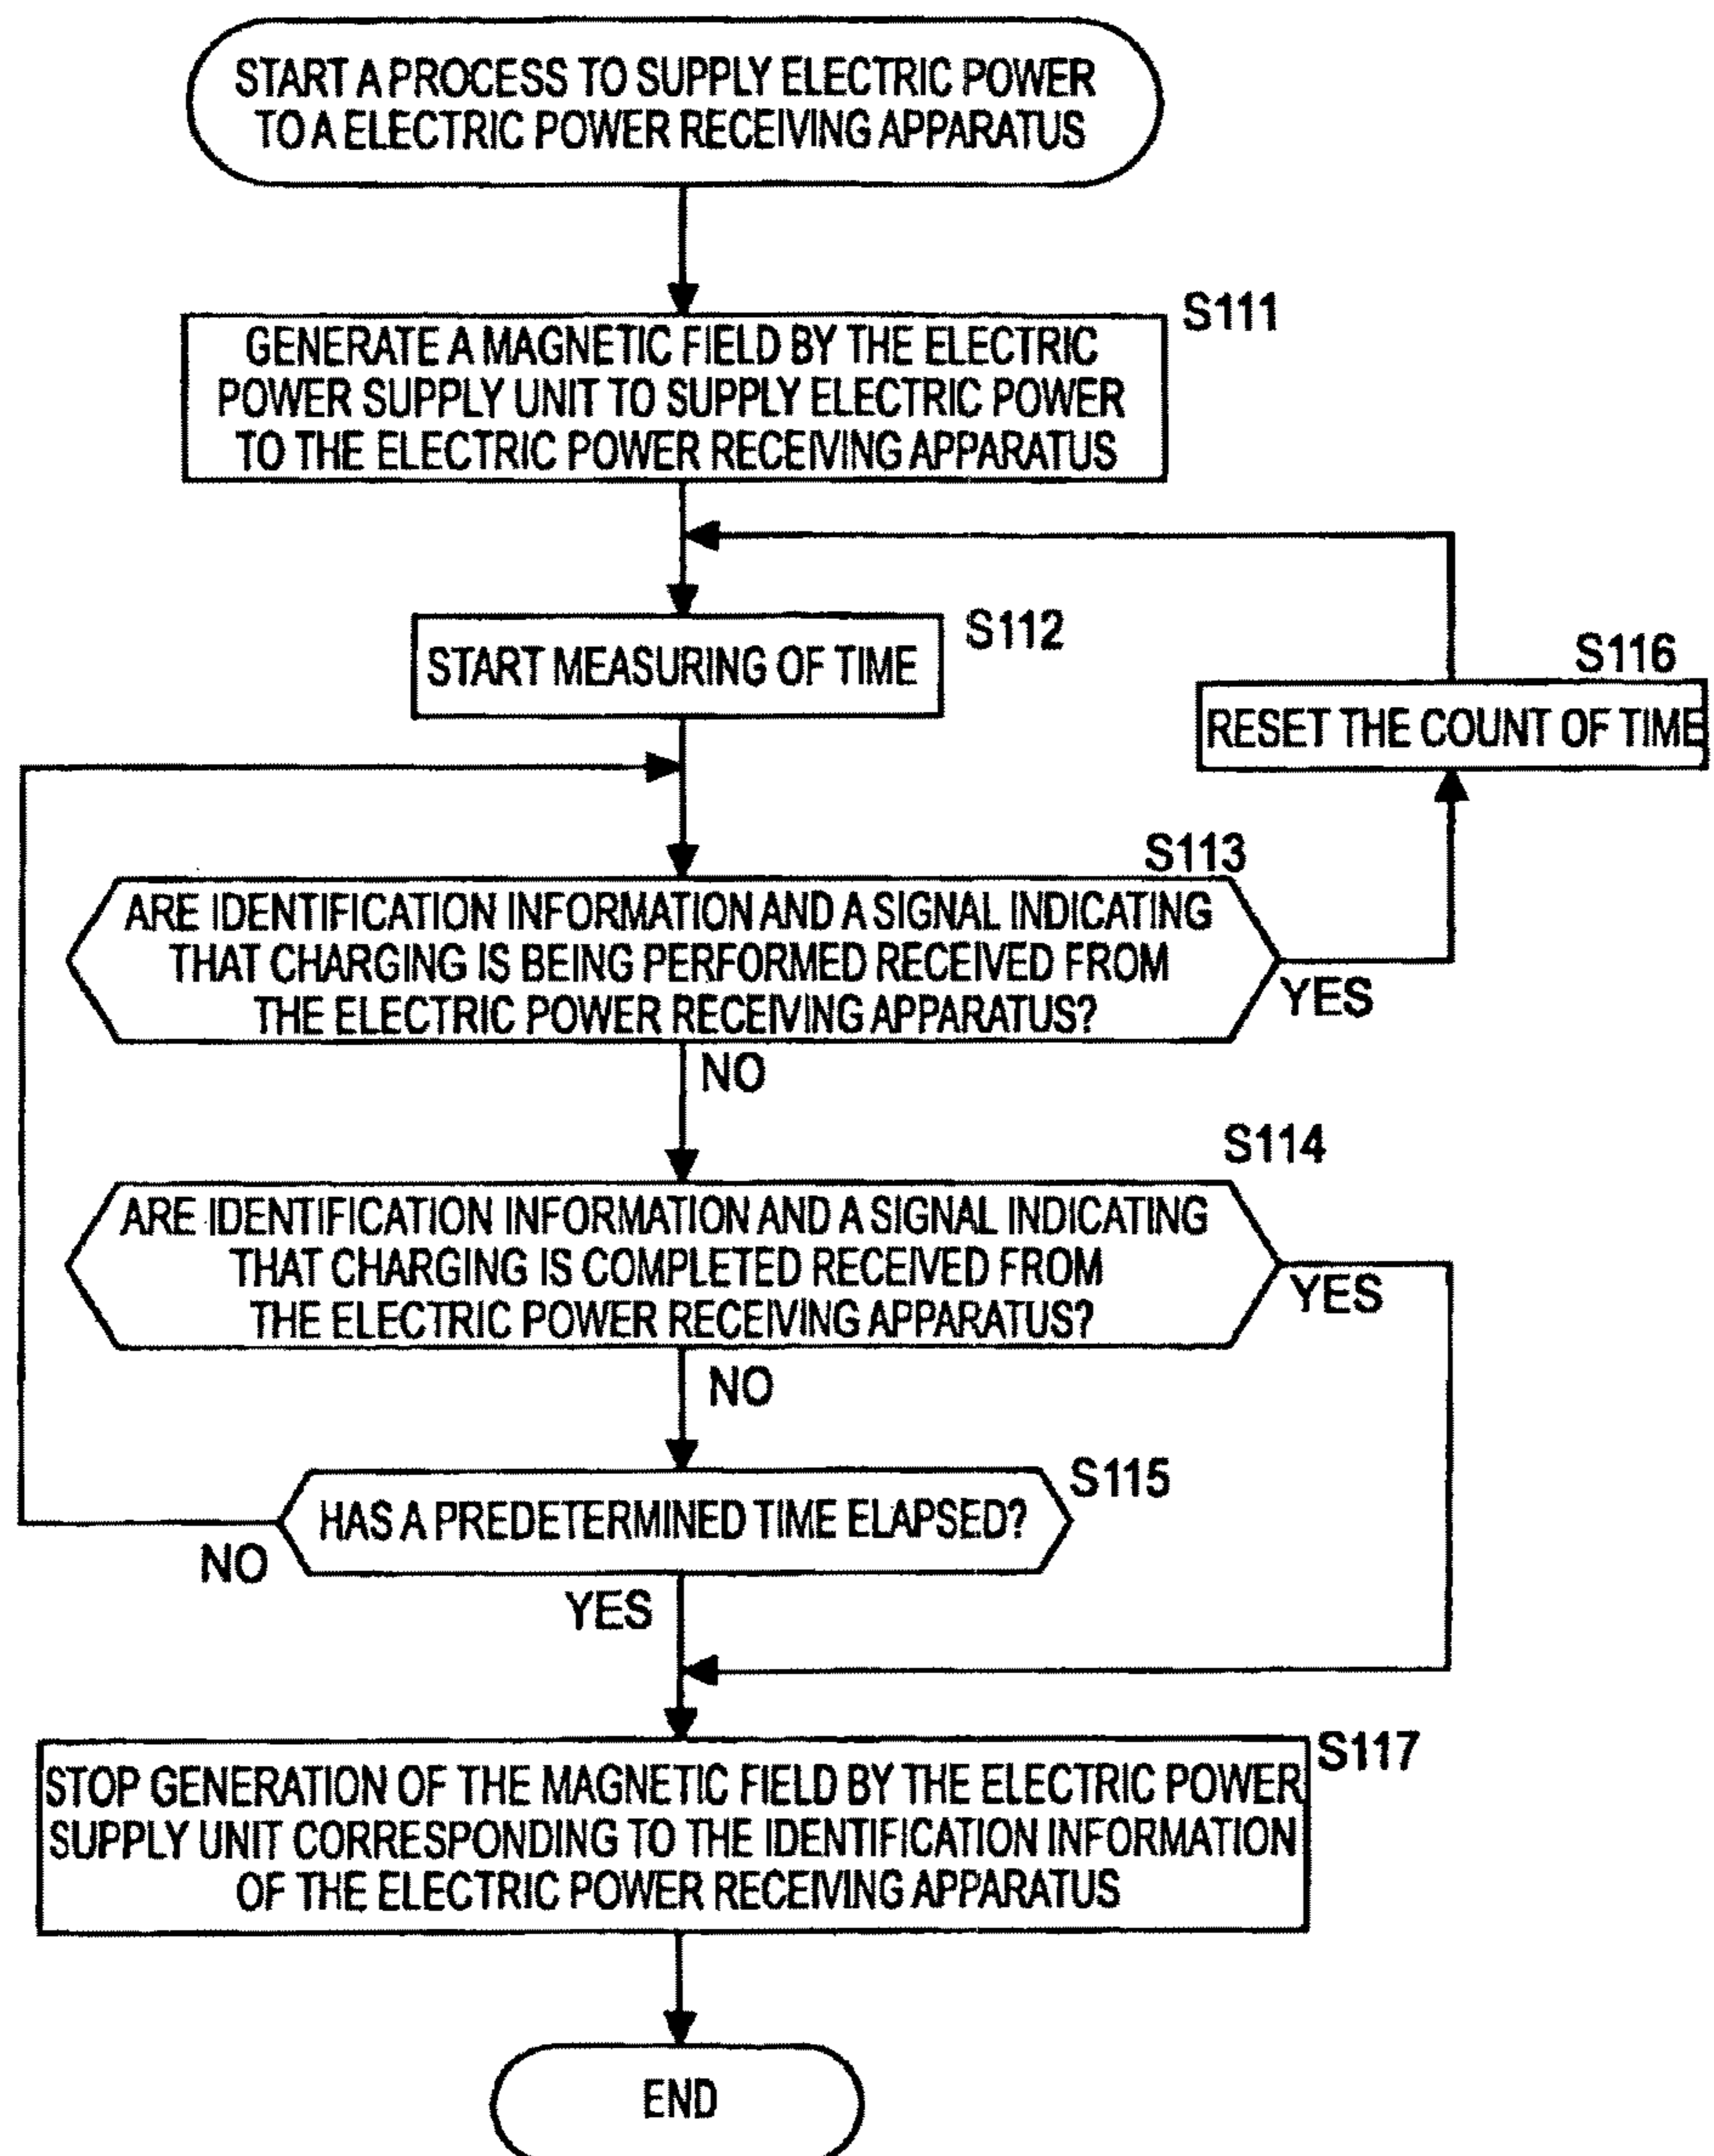 START A PROCESS TO SUPPLY ELECTRIC POWER
TO A ELECTRIC POWER RECEIVING APPARATUS
S111
GENERATE A MAGNETIC FIELD BY THE ELECTRIC
POWER SUPPLY UNIT TO SUPPLY ELECTRIC POWER
TO THE ELECTRIC POWER RECEIVING APPARATUS
S112
START MEASURING OF TIME
S116
RESET THE COUNT OF TIME
S113
ARE IDENTIFICATION INFORMATION AND A SIGNAL INDICATING
THAT CHARGING IS BEING PERFORMED RECEIVED FROM
THE ELECTRIC POWER RECEIVING APPARATUS?
YES
NO
S114
ARE IDENTIFICATION INFORMATION AND A SIGNAL INDICATING
THAT CHARGING IS COMPLETED RECEIVED FROM
THE ELECTRIC POWER RECEIVING APPARATUS?
YES
NO
S115
HAS A PREDETERMINED TIME ELAPSED?
NO
YES
S117
STOP GENERATION OF THE MAGNETIC FIELD BY THE ELECTRIC POWER
SUPPLY UNIT CORRESPONDING TO THE IDENTIFICATION INFORMATION
OF THE ELECTRIC POWER RECEIVING APPARATUS
END